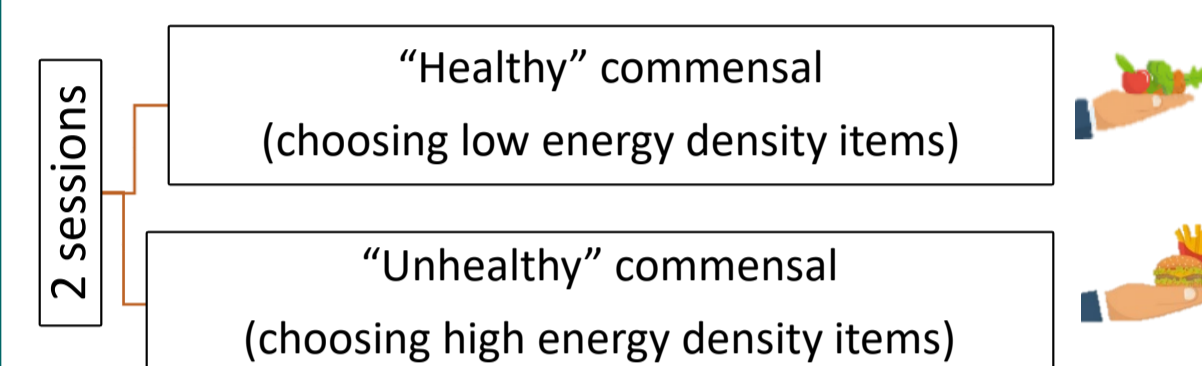 2 sessions
“Healthy” commensal
(choosing low energy density items)
“Unhealthy” commensal
(choosing high energy density items)